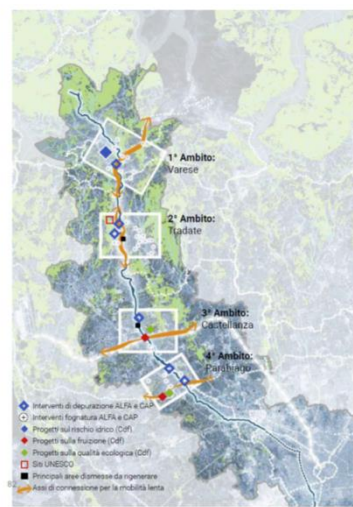 1° Ambito:
Varese
2° Ambito:
Tradate
3° Ambito:
Castellanza
4° Ambito:
Parabiago
Interventi di depurazione ALFA e CAP
Interventi fognatura ALFA e CAP
Progetti sul rischio idrico (Cdf)
Progetti sulla fruizione (Cdf)
Progetti sulla qualità ecologica (Cdf)
Siti UNESCO
Principali aree dismesse da rigenerare
Assi di connessione per la mobilità lenta